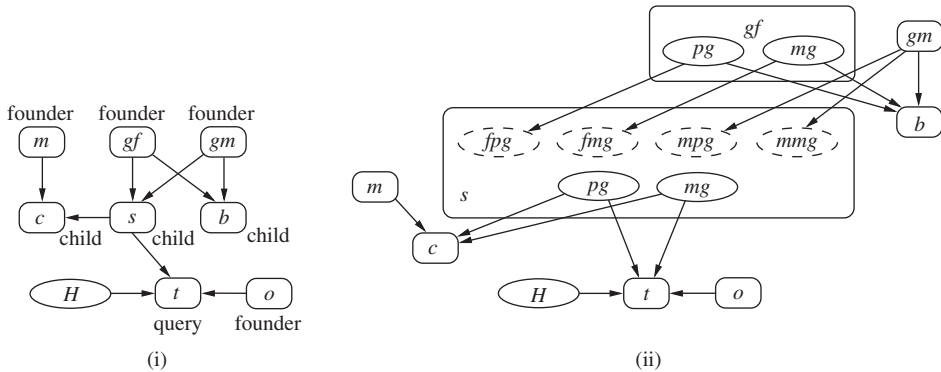 founder founder founder
m gf gm
c s b
child child child
H t o
query founder
(i)
gf
pg mg gm
b
fpg fmg mpg mmg
m s pg mg
c
H t o
(ii)